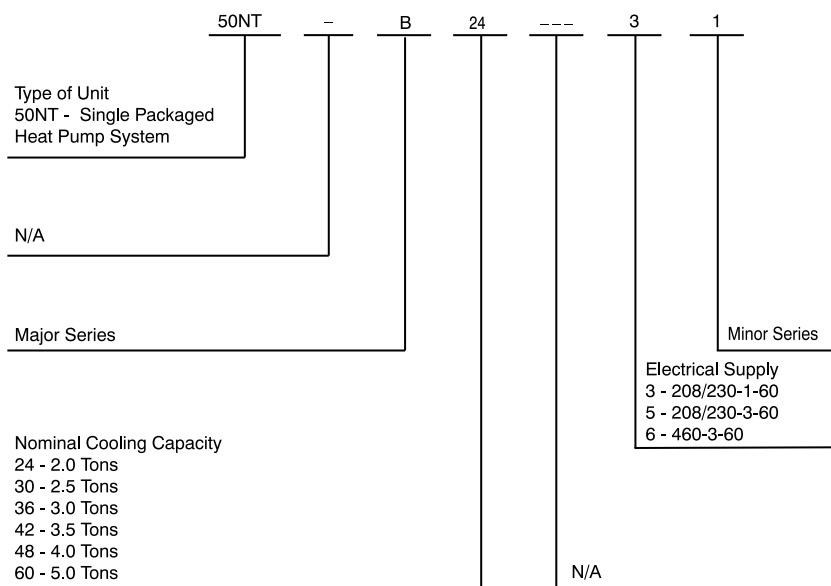 50NT – B 24 ––– 3 1
Type of Unit
50NT - Single Packaged
Heat Pump System
N/A
Major Series
Minor Series
Electrical Supply
3 - 208/230-1-60
5 - 208/230-3-60
6 - 460-3-60
Nominal Cooling Capacity
24 - 2.0 Tons
30 - 2.5 Tons
36 - 3.0 Tons
42 - 3.5 Tons
48 - 4.0 Tons
60 - 5.0 Tons
N/A